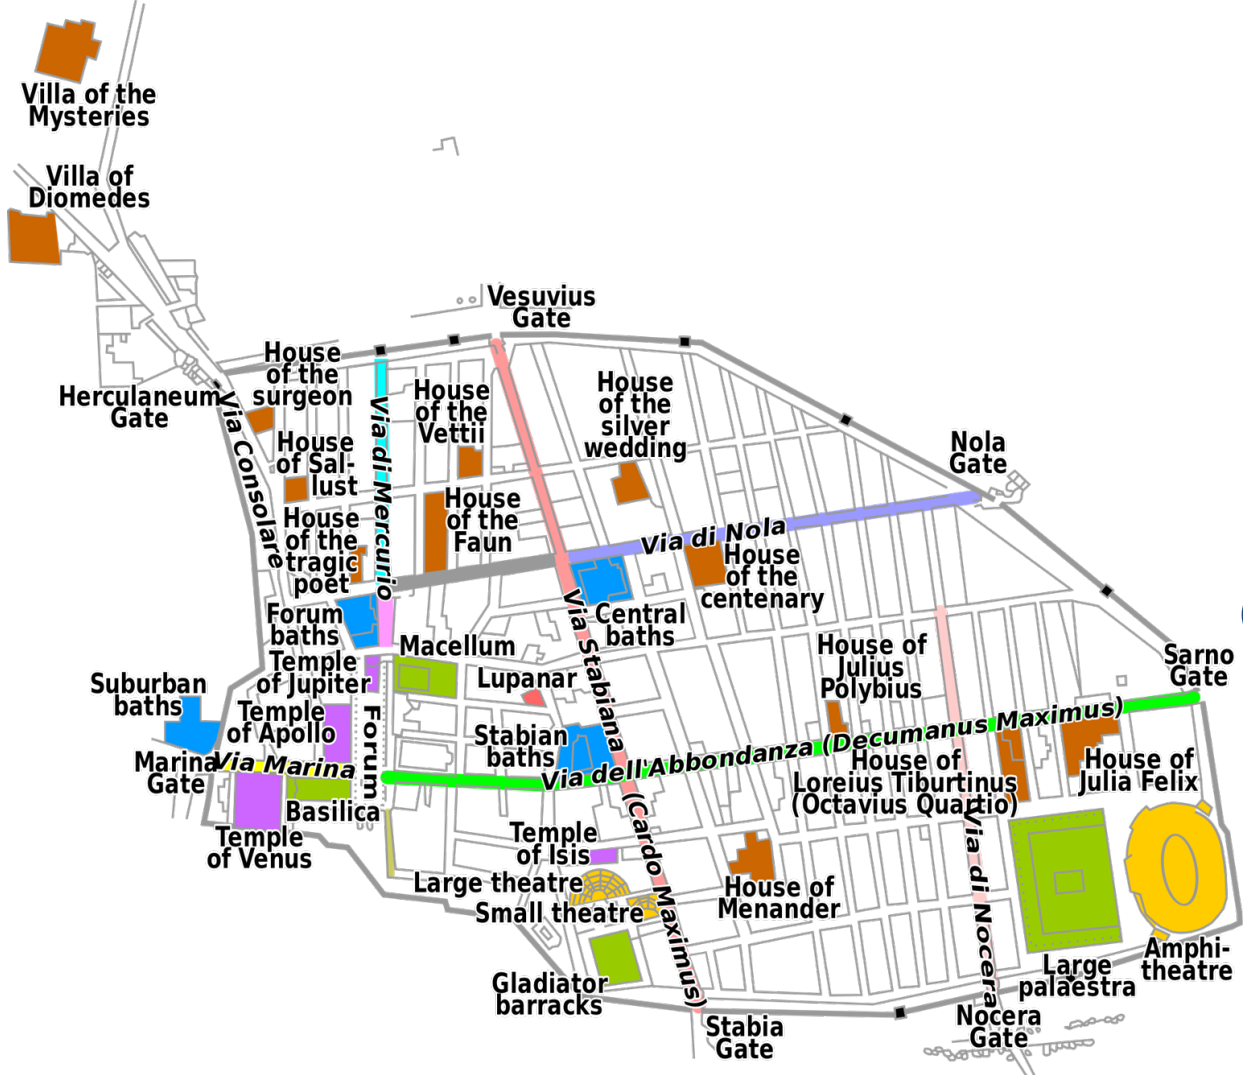 Villa of the
Mysteries
Villa of
Diomedes
Vesuvius
Gate
Herculaneum
Gate
House
of the
surgeon
Via Consolare
Via di Mercurio
House
of the
Vettii
House
of the
silver
wedding
Nola
Gate
House
of Sal-
lust
House
of the
Faun
House
of the
tragic
poet
Via di Nola
House
of the
centenary
Forum
baths
Central
baths
Macellum
Temple
of Jupiter
Lupanar
House of
Julius
Polybius
Sarno
Gate
Suburban
baths
Temple
of Apollo
Forum
Stabian
baths
Via Stabiana (Cardo Maximus)
Via dell'Abbondanza (Decumanus Maximus)
Marina
Gate
Via Marina
Basilica
House of
Loreius Tiburtinus
(Octavius Quartio)
House of
Julia Felix
Temple
of Venus
Temple
of Isis
Large theatre
Small theatre
House of
Menander
Via di Nocera
Gladiator
barracks
Large
palaestra
Amphi-
theatre
Stabia
Gate
Nocera
Gate